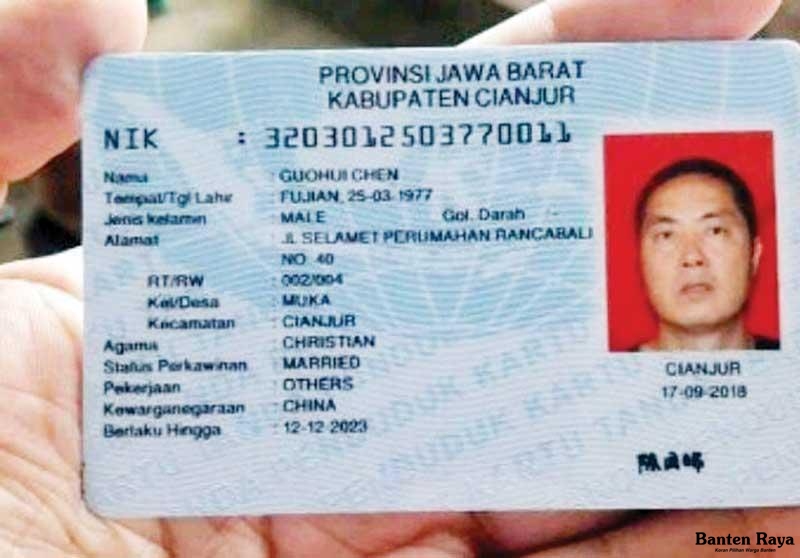 PROVINSI JAWA BARAT
KABUPATEN CIANJUR
NIK : 3203012503770011
Nama : GUOHUI CHEN
Tempat/Tgl Lahir : FUJIAN, 25-03-1977
Jenis kelamin : MALE Gol. Darah :-
Alamat : JL SELAMET PERUMAHAN RANCABALI
NO 40
RT/RW : 002/004
Kel/Desa : MUKA
Kecamatan : CIANJUR
Agama : CHRISTIAN
Status Perkawinan : MARRIED
Pekerjaan : OTHERS
Kewarganegaraan : CHINA
Berlaku Hingga : 12-12-2023
CIANJUR
17-09-2018
Banten Raya
Koran Pilihan Warga Banten